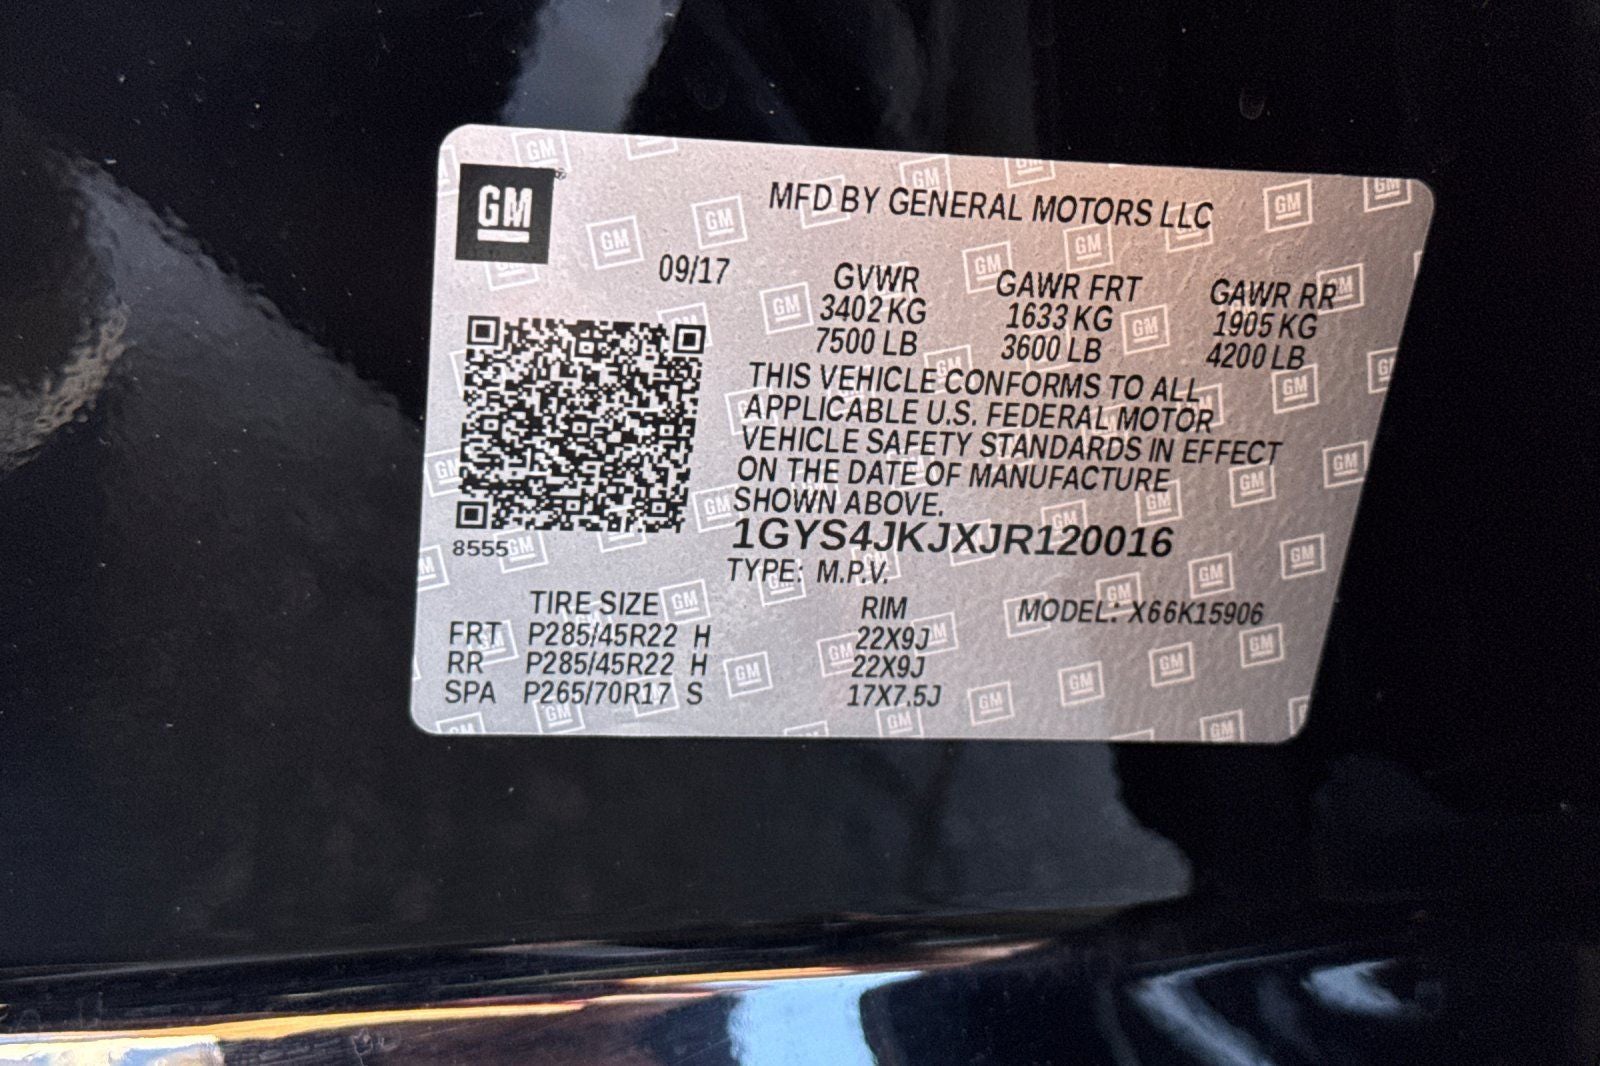 GM
MFD BY GENERAL MOTORS LLC
09/17
GVWR GAWR FRT GAWR RR
3402 KG 1633 KG 1905 KG
7500 LB 3600 LB 4200 LB
THIS VEHICLE CONFORMS TO ALL
APPLICABLE U.S. FEDERAL MOTOR
VEHICLE SAFETY STANDARDS IN EFFECT
ON THE DATE OF MANUFACTURE
SHOWN ABOVE.
8555
1GYS4JKJXJR120016
TYPE: M.P.V.
TIRE SIZE RIM MODEL: X66K15906
FRT P285/45R22 H 22X9J
RR P285/45R22 H 22X9J
SPA P265/70R17 S 17X7.5J